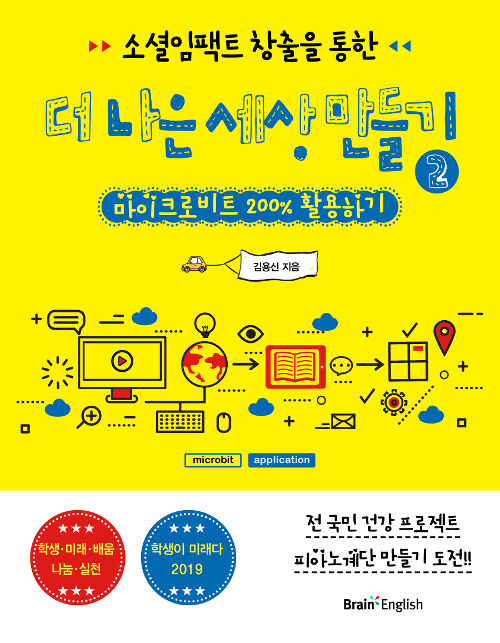 소셜임팩트 창출을 통한
더 나은 세상 만들기
2
마이크로비트 200% 활용하기
김용신 지음
microbit
application
학생·미래·배움
나눔·실천
학생이 미래다
2019
전 국민 건강 프로젝트
피아노계단 만들기 도전!!
Brain English